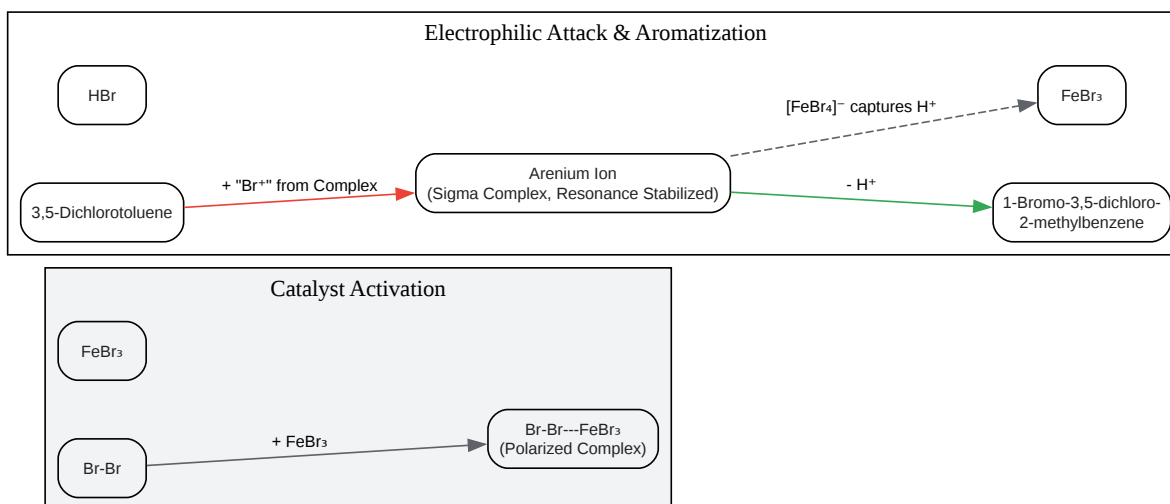 Electrophilic Attack & Aromatization
HBr
FeBr₃
[FeBr₄]⁻ captures H⁺
3,5-Dichlorotoluene
+ "Br⁺" from Complex
Arenium Ion
(Sigma Complex, Resonance Stabilized)
- H⁺
1-Bromo-3,5-dichloro-
2-methylbenzene
Catalyst Activation
FeBr₃
Br-Br
+ FeBr₃
Br-Br---FeBr₃
(Polarized Complex)